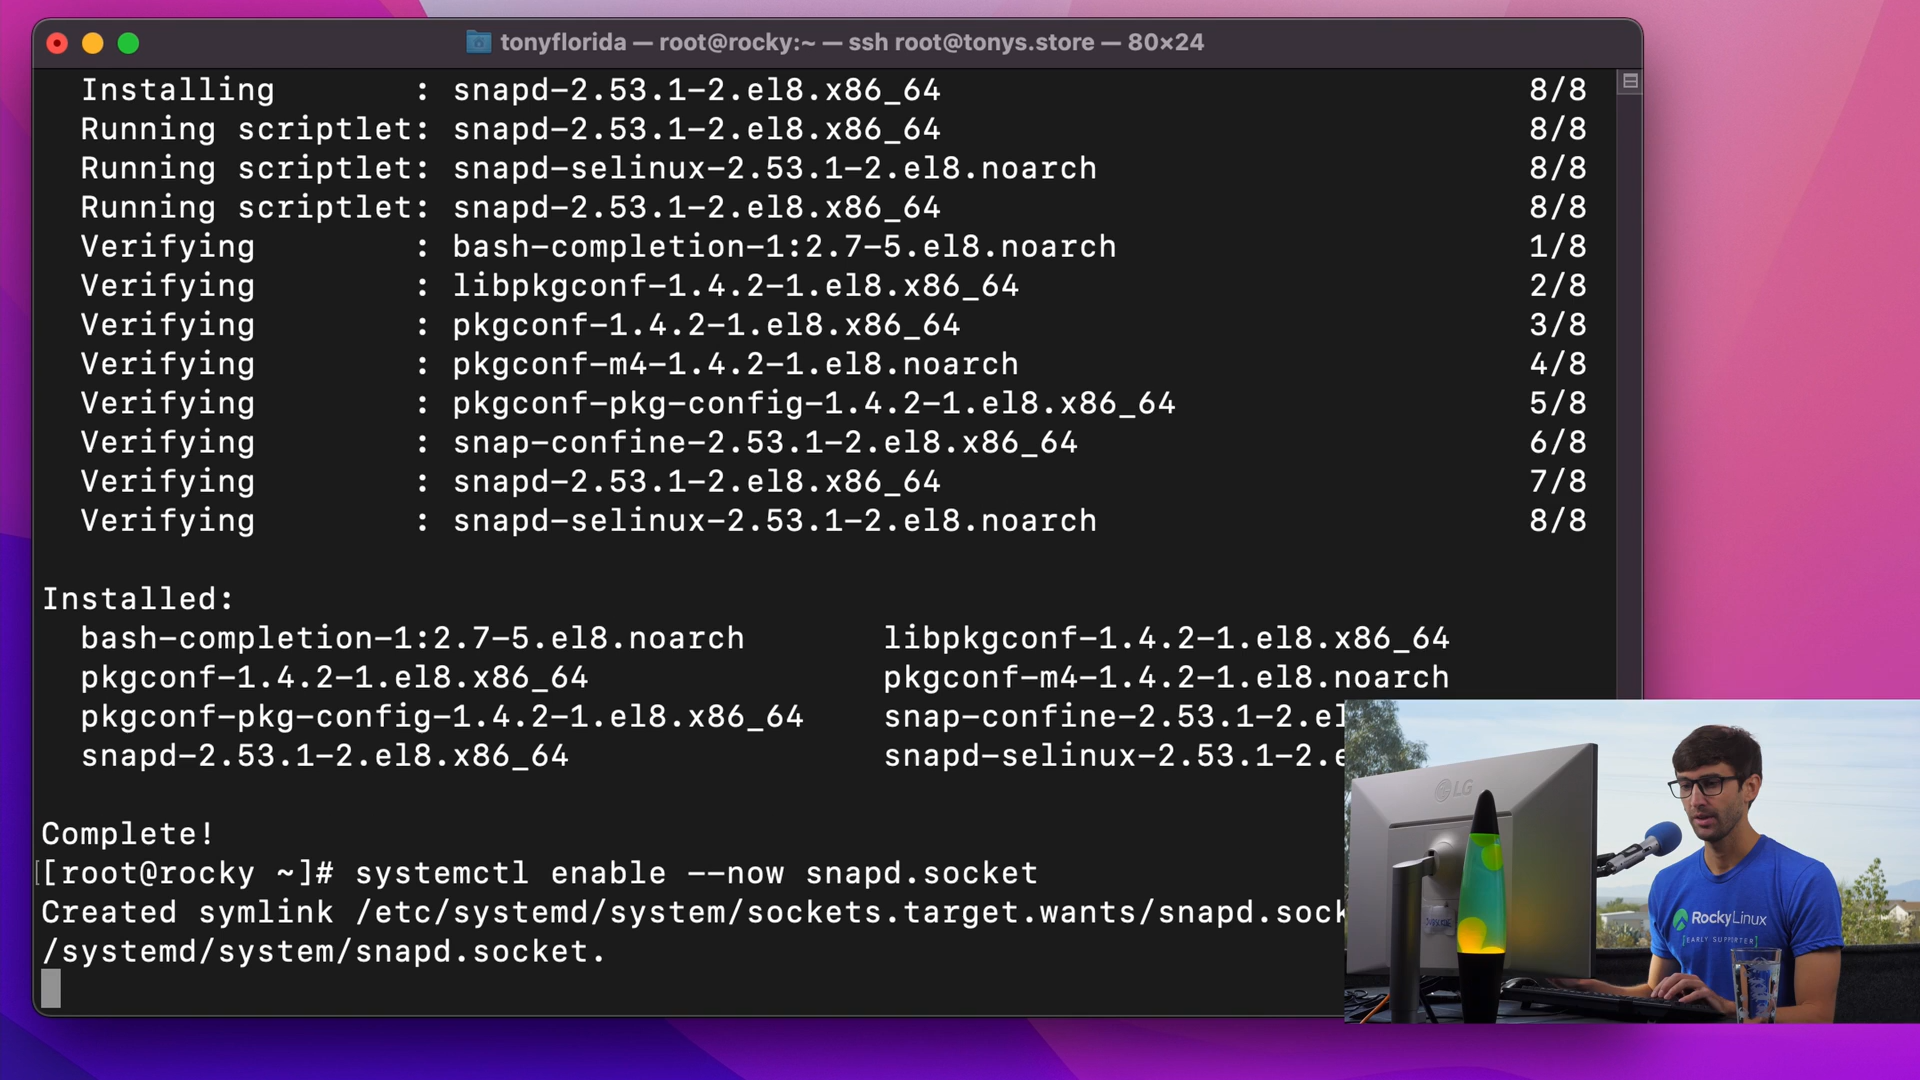 tonyflorida — root@rocky:~ — ssh root@tonys.store — 80×24
Installing : snapd-2.53.1-2.el8.x86_64 8/8
Running scriptlet: snapd-2.53.1-2.el8.x86_64 8/8
Running scriptlet: snapd-selinux-2.53.1-2.el8.noarch 8/8
Running scriptlet: snapd-2.53.1-2.el8.x86_64 8/8
Verifying : bash-completion-1:2.7-5.el8.noarch 1/8
Verifying : libpkgconf-1.4.2-1.el8.x86_64 2/8
Verifying : pkgconf-1.4.2-1.el8.x86_64 3/8
Verifying : pkgconf-m4-1.4.2-1.el8.noarch 4/8
Verifying : pkgconf-pkg-config-1.4.2-1.el8.x86_64 5/8
Verifying : snap-confine-2.53.1-2.el8.x86_64 6/8
Verifying : snapd-2.53.1-2.el8.x86_64 7/8
Verifying : snapd-selinux-2.53.1-2.el8.noarch 8/8
Installed:
bash-completion-1:2.7-5.el8.noarch libpkgconf-1.4.2-1.el8.x86_64
pkgconf-1.4.2-1.el8.x86_64 pkgconf-m4-1.4.2-1.el8.noarch
pkgconf-pkg-config-1.4.2-1.el8.x86_64 snap-confine-2.53.1-2.el
snapd-2.53.1-2.el8.x86_64 snapd-selinux-2.53.1-2.e
Complete!
[[root@rocky ~]# systemctl enable --now snapd.socket
Created symlink /etc/systemd/system/sockets.target.wants/snapd.sock
/systemd/system/snapd.socket.
LG
RockyLinux
[EARLY SUPPORTER]